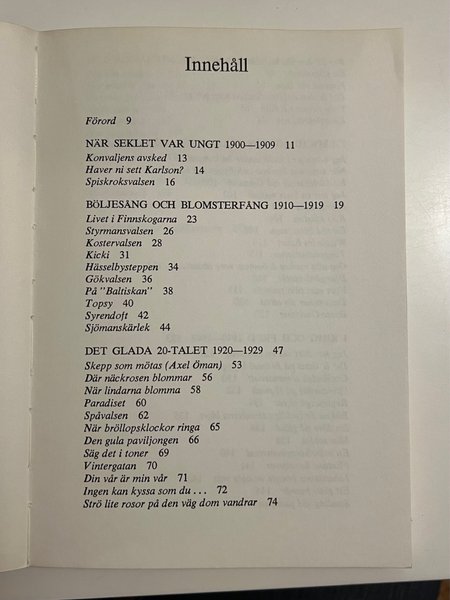 Innehåll
Förord 9
NÄR SEKLET VAR UNGT 1900—1909 11
Konvaljens avsked 13
Haver ni sett Karlson? 14
Spiskroksvalsen 16
BÖLJESÅNG OCH BLOMSTERFÅNG 1910—1919 19
Livet i Finnskogarna 23
Styrmansvalsen 26
Kostervalsen 28
Kicki 31
Hässelbysteppen 34
Gökvalsen 36
På "Baltiskan" 38
Topsy 40
Syrendoft 42
Sjömanskärlek 44
DET GLADA 20-TALET 1920—1929 47
Skepp som mötas (Axel Öman) 53
Där näckrosen blommar 56
När lindarna blomma 58
Paradiset 60
Spåvalsen 62
När bröllopsklockor ringa 65
Den gula paviljongen 66
Säg det i toner 69
Vintergatan 70
Din vår är min vår 71
Ingen kan kyssa som du ... 72
Strö lite rosor på den väg dom vandrar 74